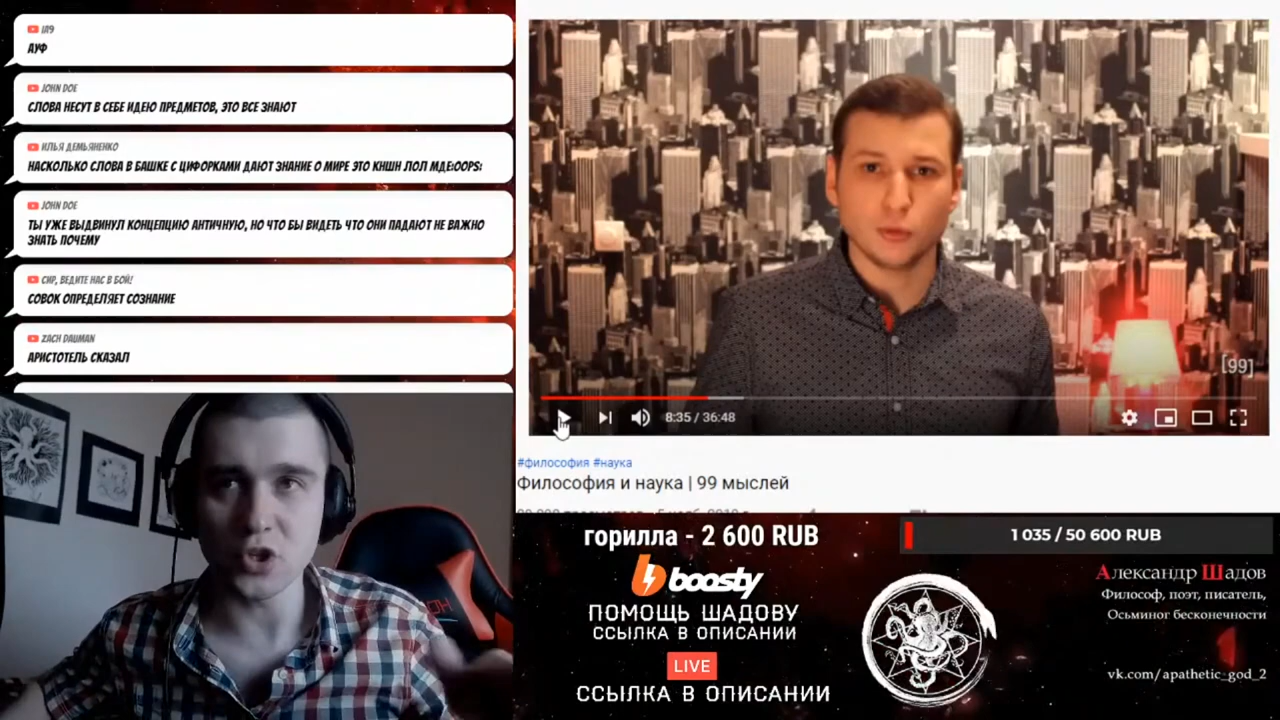 IA9
АУФ
JOHN DOE
СЛОВА НЕСУТ В СЕБЕ ИДЕЮ ПРЕДМЕТОВ, ЭТО ВСЕ ЗНАЮТ
ИЛЬЯ ДЕМЬЯНЕНКО
НАСКОЛЬКО СЛОВА В БАШКЕ С ЦИФОРКАМИ ДАЮТ ЗНАНИЕ О МИРЕ ЭТО КНШН ЛОЛ МДЕ:OOPS:
JOHN DOE
ТЫ УЖЕ ВЫДВИНУЛ КОНЦЕПЦИЮ АНТИЧНУЮ, НО ЧТО БЫ ВИДЕТЬ ЧТО ОНИ ПАДАЮТ НЕ ВАЖНО
ЗНАТЬ ПОЧЕМУ
СИР, ВЕДИТЕ НАС В БОЙ!
СОВОК ОПРЕДЕЛЯЕТ СОЗНАНИЕ
ZACH DAUMAN
АРИСТОТЕЛЬ СКАЗАЛ
[99]
8:35 / 36:48
#философия #наука
Философия и наука | 99 мыслей
горилла - 2 600 RUB
boosty
ПОМОЩЬ ШАДОВУ
ССЫЛКА В ОПИСАНИИ
LIVE
ССЫЛКА В ОПИСАНИИ
1 035 / 50 600 RUB
Александр Шадов
Философ, поэт, писатель,
Осьминог бесконечности
vk.com/apathetic_god_2